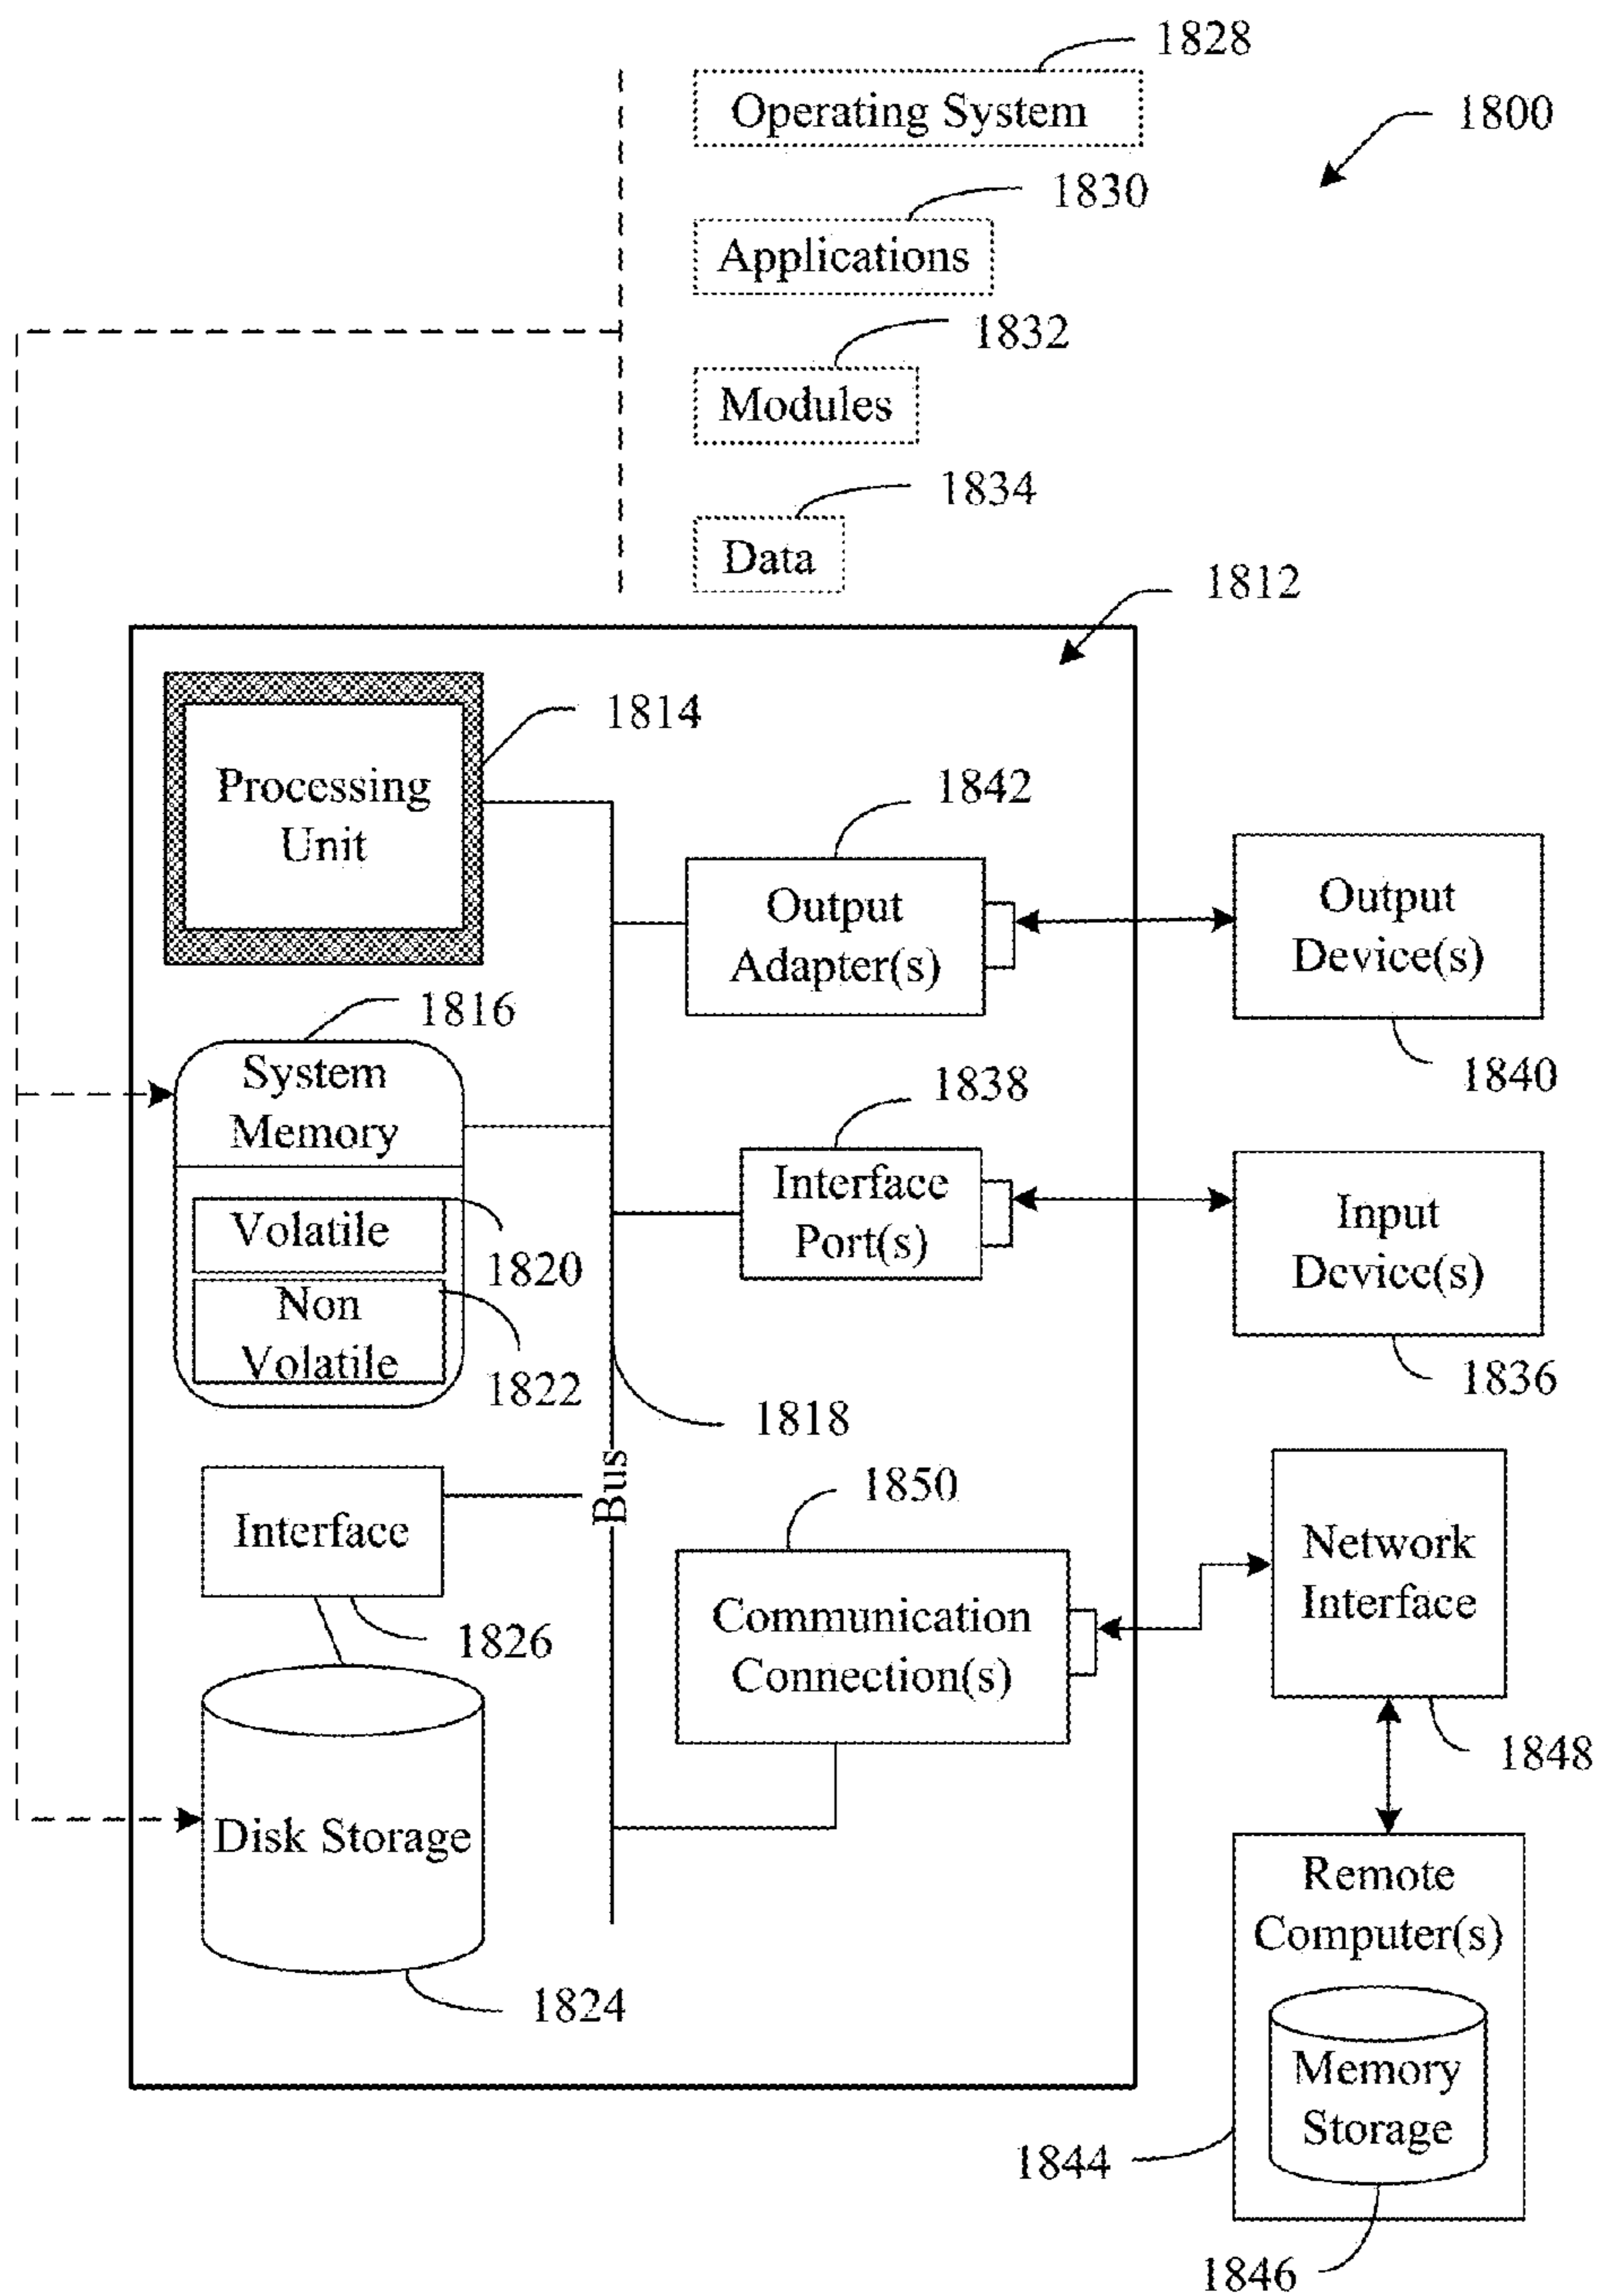 1828
Operating System
1800
1830
Applications
1832
Modules
1834
Data
1812
1814
Processing
Unit
1842
Output
Adapter(s)
Output
Device(s)
1840
1816
System
Memory
1838
Interface
Port(s)
Input
Device(s)
1836
Volatile
1820
Non
Volatile
1822
1818
Bus
1850
Interface
1826
Communication
Connection(s)
Network
Interface
1848
Disk Storage
1824
Remote
Computer(s)
Memory
Storage
1844
1846